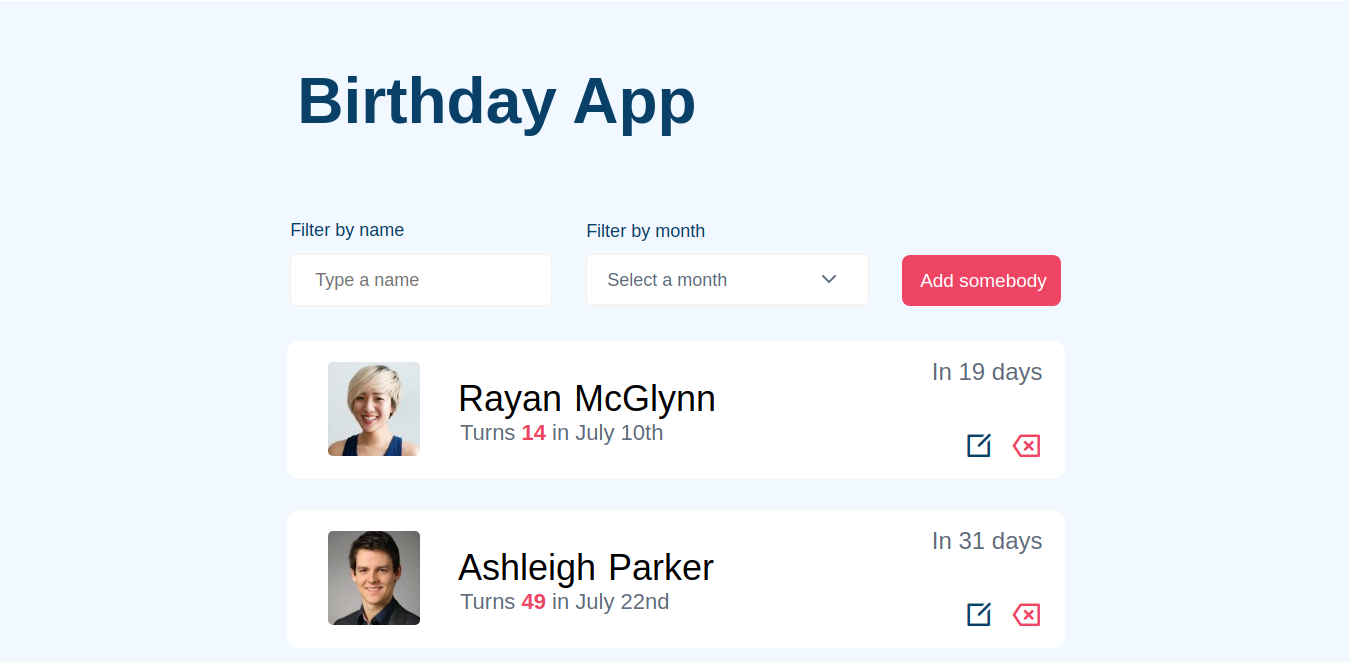 Birthday App
Filter by name
Filter by month
Type a name
Select a month
Add somebody
In 19 days
Rayan McGlynn
Turns 14 in July 10th
In 31 days
Ashleigh Parker
Turns 49 in July 22nd